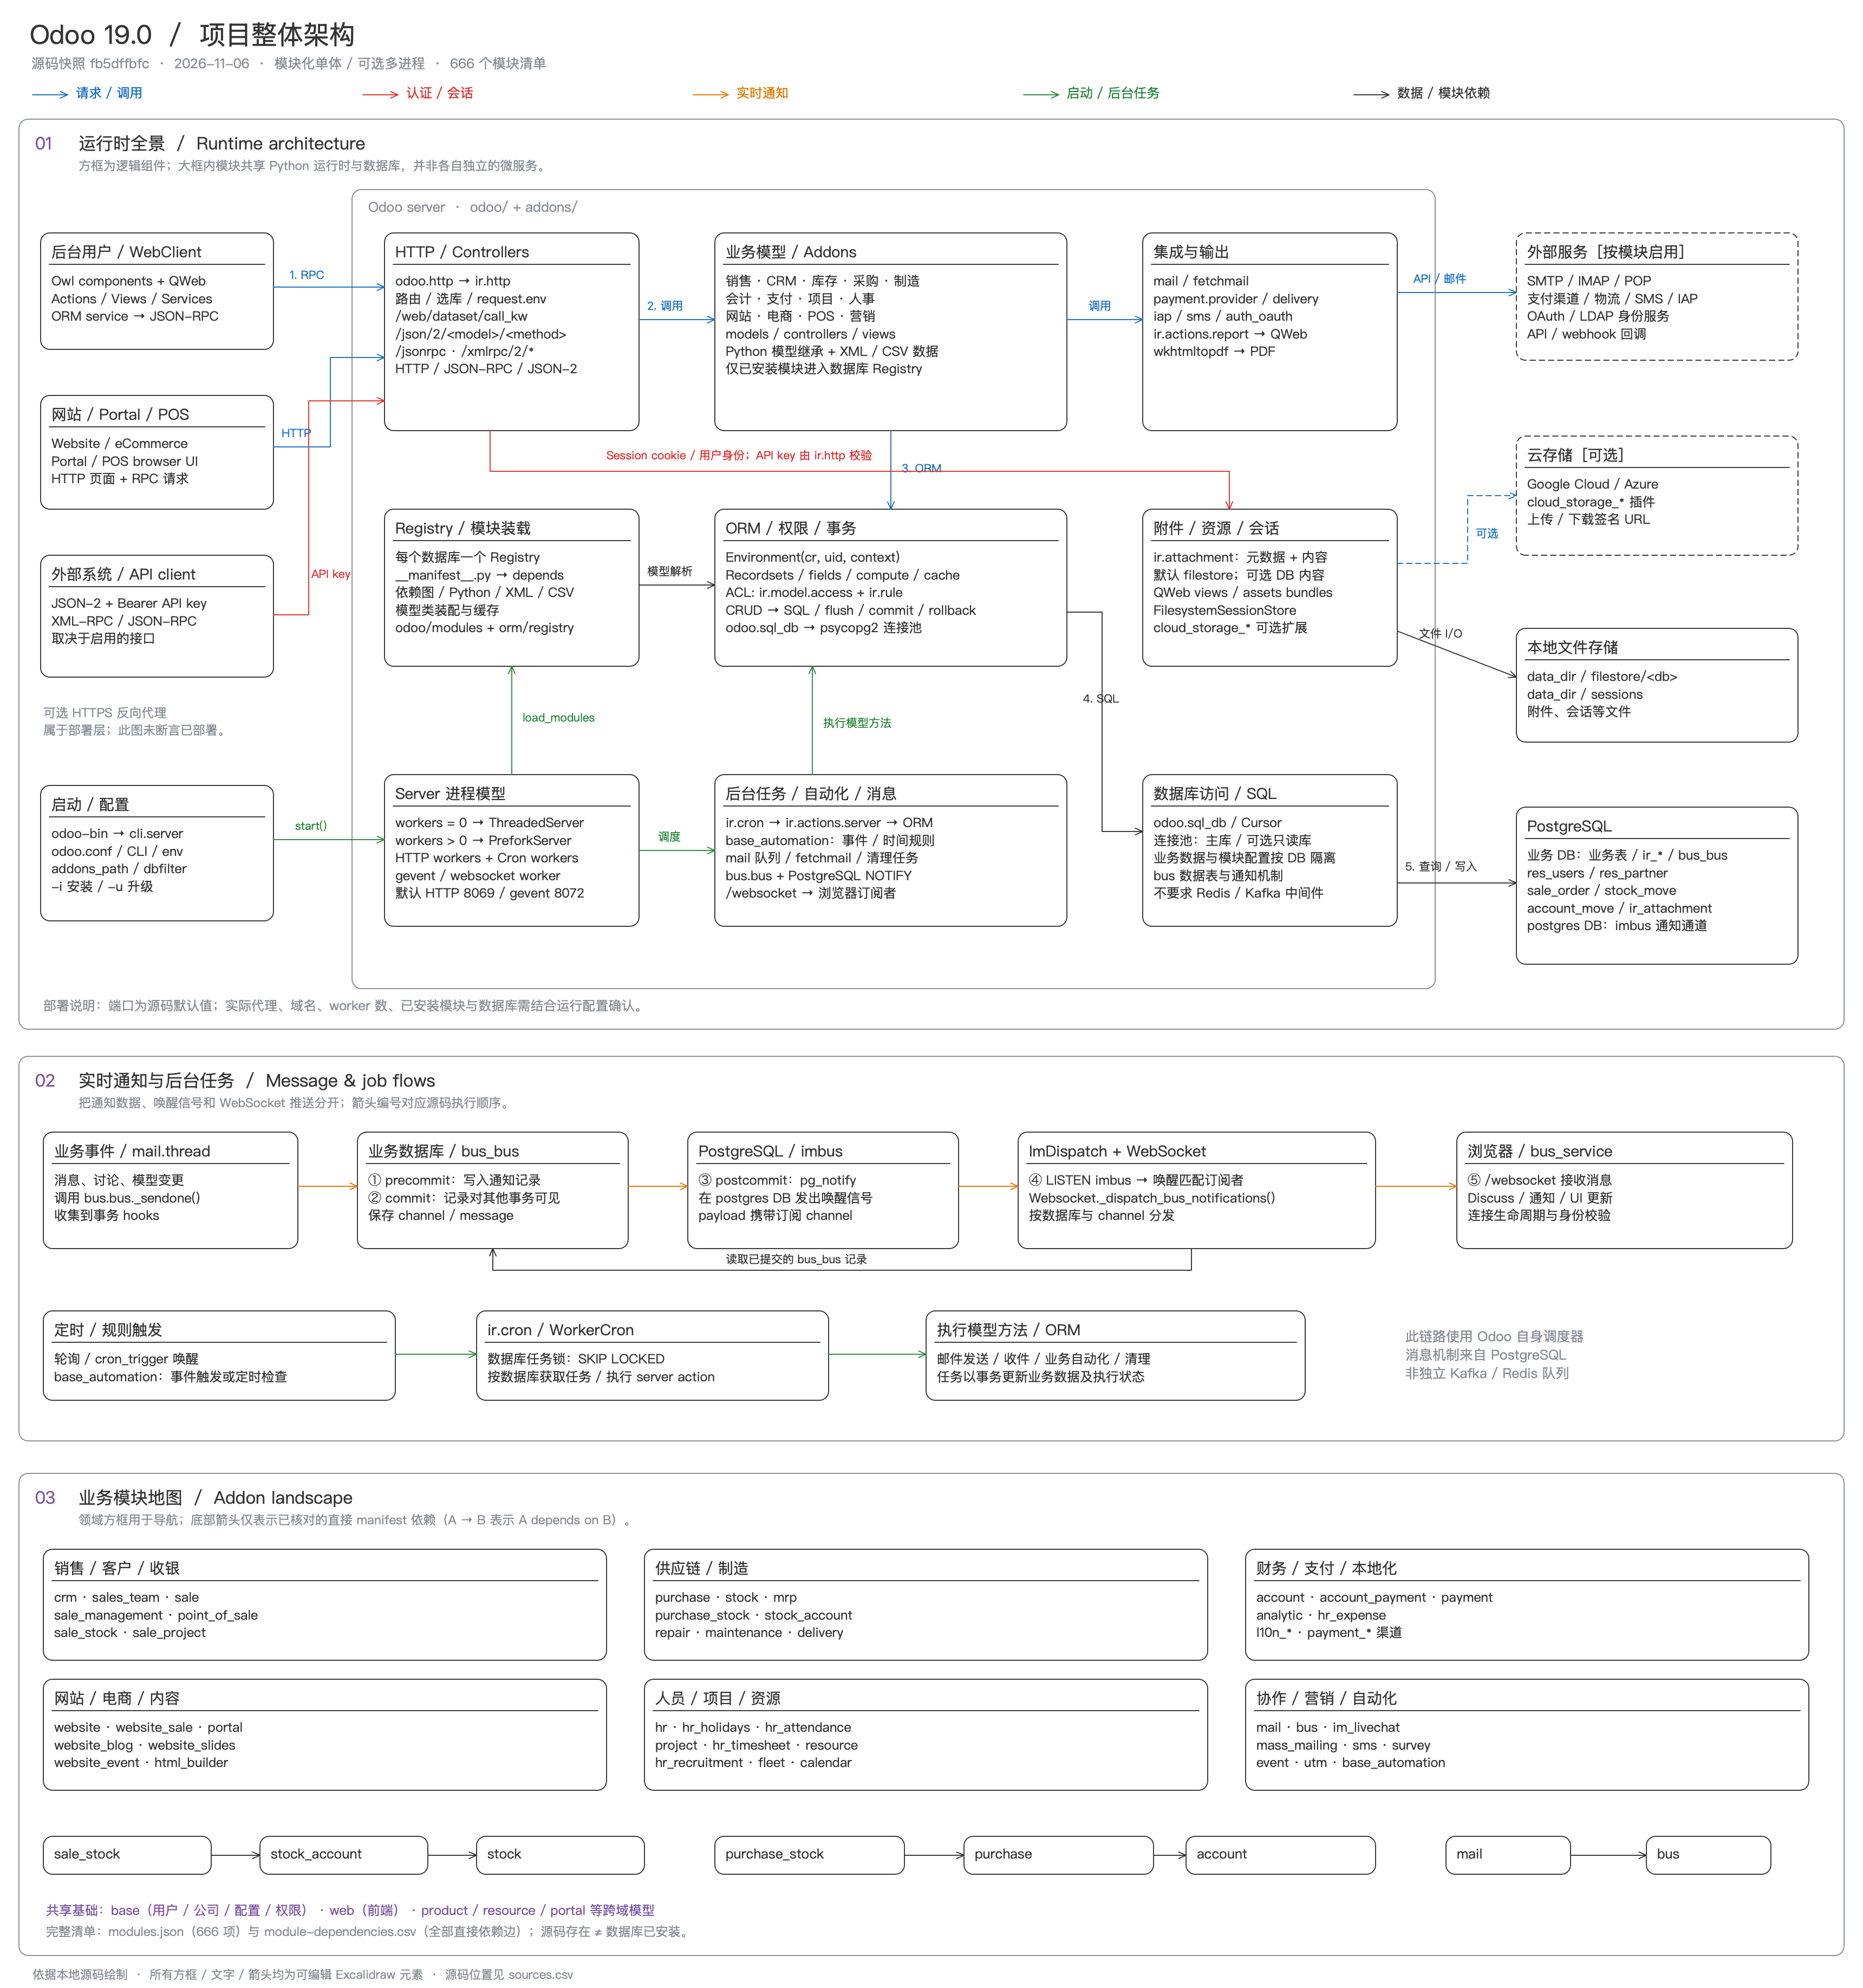 Odoo 19.0 / 项目整体架构
源码快照 fb5dffbfc · 2026-11-06 · 模块化单体 / 可选多进程 · 666 个模块清单
请求 / 调用
认证 / 会话
实时通知
启动 / 后台任务
数据 / 模块依赖
01 运行时全景 / Runtime architecture
方框为逻辑组件；大框内模块共享 Python 运行时与数据库，并非各自独立的微服务。
Odoo server · odoo/ + addons/
后台用户 / WebClient
Owl components + QWeb
Actions / Views / Services
ORM service → JSON-RPC
1. RPC
HTTP / Controllers
odoo.http → ir.http
路由 / 选库 / request.env
/web/dataset/call_kw
/json/2/<model>/<method>
/jsonrpc · /xmlrpc/2/*
HTTP / JSON-RPC / JSON-2
2. 调用
业务模型 / Addons
销售 · CRM · 库存 · 采购 · 制造
会计 · 支付 · 项目 · 人事
网站 · 电商 · POS · 营销
models / controllers / views
Python 模型继承 + XML / CSV 数据
仅已安装模块进入数据库 Registry
调用
集成与输出
mail / fetchmail
payment.provider / delivery
iap / sms / auth_oauth
ir.actions.report → QWeb
wkhtmltopdf → PDF
API / 邮件
外部服务［按模块启用］
SMTP / IMAP / POP
支付渠道 / 物流 / SMS / IAP
OAuth / LDAP 身份服务
API / webhook 回调
网站 / Portal / POS
Website / eCommerce
Portal / POS browser UI
HTTP 页面 + RPC 请求
HTTP
Session cookie / 用户身份；API key 由 ir.http 校验
3. ORM
云存储［可选］
Google Cloud / Azure
cloud_storage_* 插件
上传 / 下载签名 URL
可选
外部系统 / API client
JSON-2 + Bearer API key
XML-RPC / JSON-RPC
取决于启用的接口
API key
Registry / 模块装载
每个数据库一个 Registry
__manifest__.py → depends
依赖图 / Python / XML / CSV
模型类装配与缓存
odoo/modules + orm/registry
模型解析
ORM / 权限 / 事务
Environment(cr, uid, context)
Recordsets / fields / compute / cache
ACL: ir.model.access + ir.rule
CRUD → SQL / flush / commit / rollback
odoo.sql_db → psycopg2 连接池
附件 / 资源 / 会话
ir.attachment：元数据 + 内容
默认 filestore；可选 DB 内容
QWeb views / assets bundles
FilesystemSessionStore
cloud_storage_* 可选扩展
文件 I/O
本地文件存储
data_dir / filestore/<db>
data_dir / sessions
附件、会话等文件
可选 HTTPS 反向代理
属于部署层；此图未断言已部署。
load_modules
执行模型方法
4. SQL
启动 / 配置
odoo-bin → cli.server
odoo.conf / CLI / env
addons_path / dbfilter
-i 安装 / -u 升级
start()
Server 进程模型
workers = 0 → ThreadedServer
workers > 0 → PreforkServer
HTTP workers + Cron workers
gevent / websocket worker
默认 HTTP 8069 / gevent 8072
调度
后台任务 / 自动化 / 消息
ir.cron → ir.actions.server → ORM
base_automation：事件 / 时间规则
mail 队列 / fetchmail / 清理任务
bus.bus + PostgreSQL NOTIFY
/websocket → 浏览器订阅者
数据库访问 / SQL
odoo.sql_db / Cursor
连接池：主库 / 可选只读库
业务数据与模块配置按 DB 隔离
bus 数据表与通知机制
不要求 Redis / Kafka 中间件
5. 查询 / 写入
PostgreSQL
业务 DB：业务表 / ir_* / bus_bus
res_users / res_partner
sale_order / stock_move
account_move / ir_attachment
postgres DB：imbus 通知通道
部署说明：端口为源码默认值；实际代理、域名、worker 数、已安装模块与数据库需结合运行配置确认。
02 实时通知与后台任务 / Message & job flows
把通知数据、唤醒信号和 WebSocket 推送分开；箭头编号对应源码执行顺序。
业务事件 / mail.thread
消息、讨论、模型变更
调用 bus.bus._sendone()
收集到事务 hooks
业务数据库 / bus_bus
① precommit：写入通知记录
② commit：记录对其他事务可见
保存 channel / message
PostgreSQL / imbus
③ postcommit：pg_notify
在 postgres DB 发出唤醒信号
payload 携带订阅 channel
ImDispatch + WebSocket
④ LISTEN imbus → 唤醒匹配订阅者
Websocket._dispatch_bus_notifications()
按数据库与 channel 分发
浏览器 / bus_service
⑤ /websocket 接收消息
Discuss / 通知 / UI 更新
连接生命周期与身份校验
读取已提交的 bus_bus 记录
定时 / 规则触发
轮询 / cron_trigger 唤醒
base_automation：事件触发或定时检查
ir.cron / WorkerCron
数据库任务锁：SKIP LOCKED
按数据库获取任务 / 执行 server action
执行模型方法 / ORM
邮件发送 / 收件 / 业务自动化 / 清理
任务以事务更新业务数据及执行状态
此链路使用 Odoo 自身调度器
消息机制来自 PostgreSQL
非独立 Kafka / Redis 队列
03 业务模块地图 / Addon landscape
领域方框用于导航；底部箭头仅表示已核对的直接 manifest 依赖（A → B 表示 A depends on B）。
销售 / 客户 / 收银
crm · sales_team · sale
sale_management · point_of_sale
sale_stock · sale_project
供应链 / 制造
purchase · stock · mrp
purchase_stock · stock_account
repair · maintenance · delivery
财务 / 支付 / 本地化
account · account_payment · payment
analytic · hr_expense
l10n_* · payment_* 渠道
网站 / 电商 / 内容
website · website_sale · portal
website_blog · website_slides
website_event · html_builder
人员 / 项目 / 资源
hr · hr_holidays · hr_attendance
project · hr_timesheet · resource
hr_recruitment · fleet · calendar
协作 / 营销 / 自动化
mail · bus · im_livechat
mass_mailing · sms · survey
event · utm · base_automation
sale_stock
stock_account
stock
purchase_stock
purchase
account
mail
bus
共享基础：base（用户 / 公司 / 配置 / 权限） · web（前端） · product / resource / portal 等跨域模型
完整清单：modules.json（666 项）与 module-dependencies.csv（全部直接依赖边）；源码存在 ≠ 数据库已安装。
依据本地源码绘制 · 所有方框 / 文字 / 箭头均为可编辑 Excalidraw 元素 · 源码位置见 sources.csv